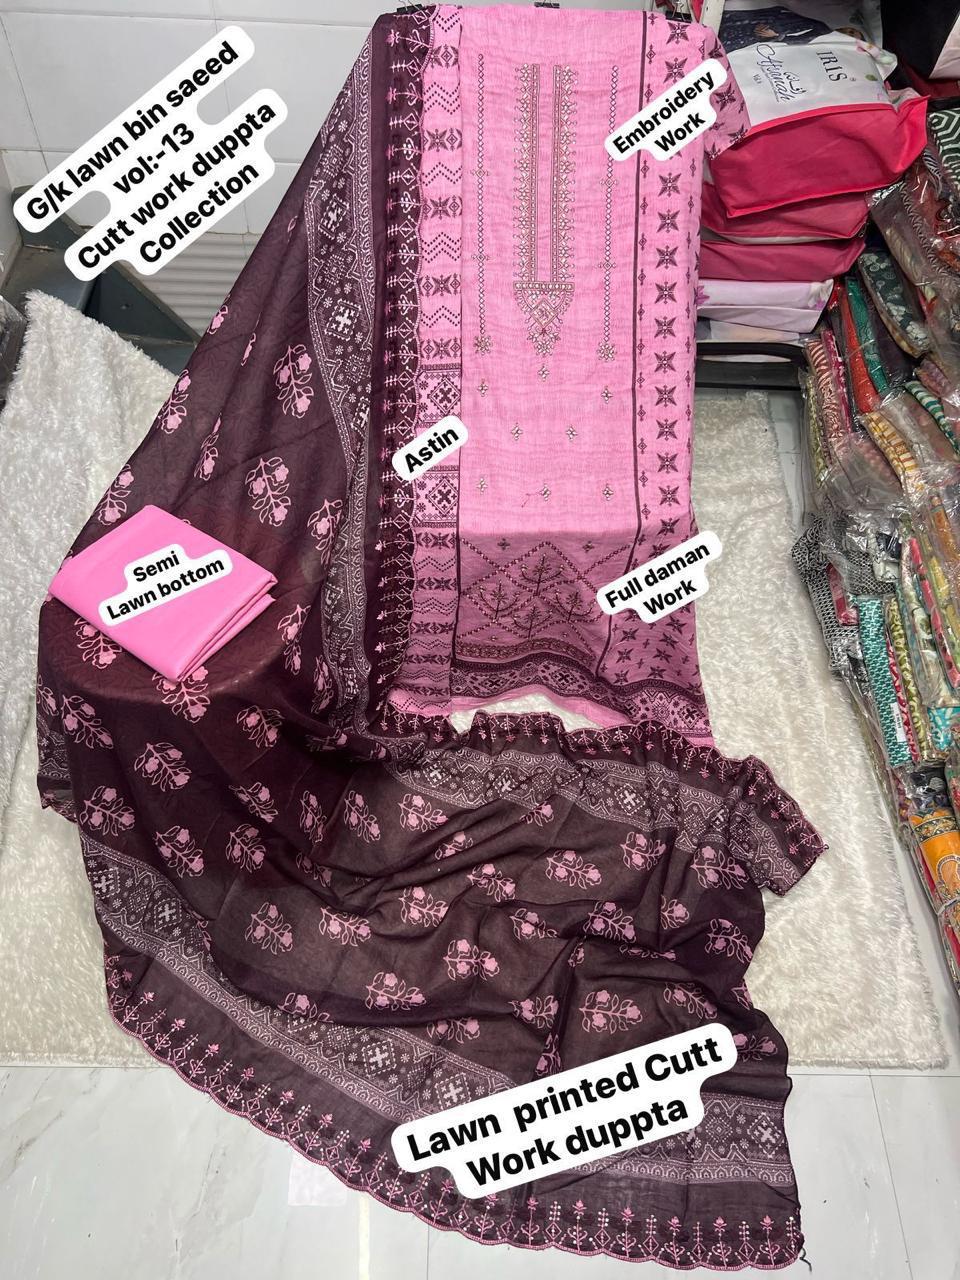 G/k lawn bin saeed
vol:-13
Cutt work duppta
Collection
Embroidery
Work
IRIS
Astin
Semi
Lawn bottom
Full daman
Work
Lawn printed Cutt
Work duppta